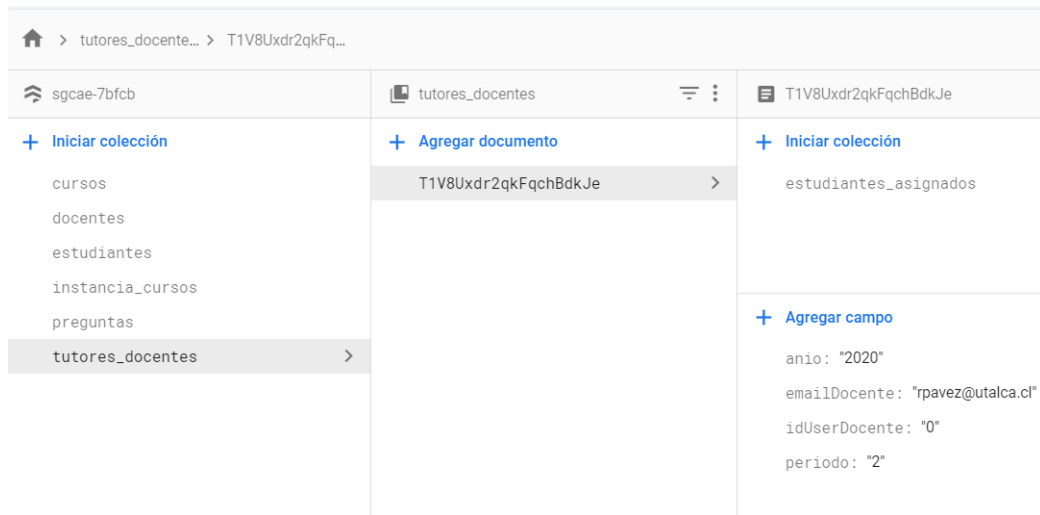 tutores_docente... > T1V8Uxdr2qkFq...
sgcae-7bfcb
Iniciar colección
cursos
docentes
estudiantes
instancia_cursos
preguntas
tutores_docentes
tutores_docentes
Agregar documento
T1V8Uxdr2qkFqchBdkJe
T1V8Uxdr2qkFqchBdkJe
Iniciar colección
estudiantes_asignados
Agregar campo
anio: "2020"
emailDocente: "rpavez@utalca.cl"
idUserDocente: "0"
periodo: "2"